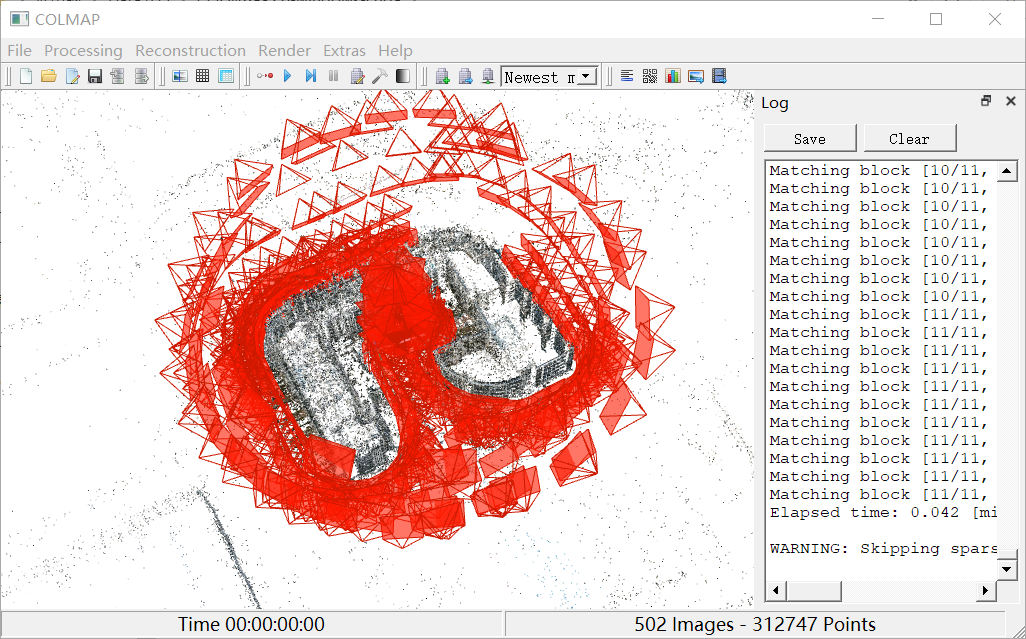 COLMAP
File Processing Reconstruction Render Extras Help
Newest
Log
Save Clear
Matching block [10/11,
Matching block [10/11,
Matching block [10/11,
Matching block [10/11,
Matching block [10/11,
Matching block [10/11,
Matching block [10/11,
Matching block [10/11,
Matching block [11/11,
Matching block [11/11,
Matching block [11/11,
Matching block [11/11,
Matching block [11/11,
Matching block [11/11,
Matching block [11/11,
Matching block [11/11,
Matching block [11/11,
Matching block [11/11,
Matching block [11/11,
Elapsed time: 0.042 [mi
WARNING: Skipping spars
Time 00:00:00:00
502 Images - 312747 Points